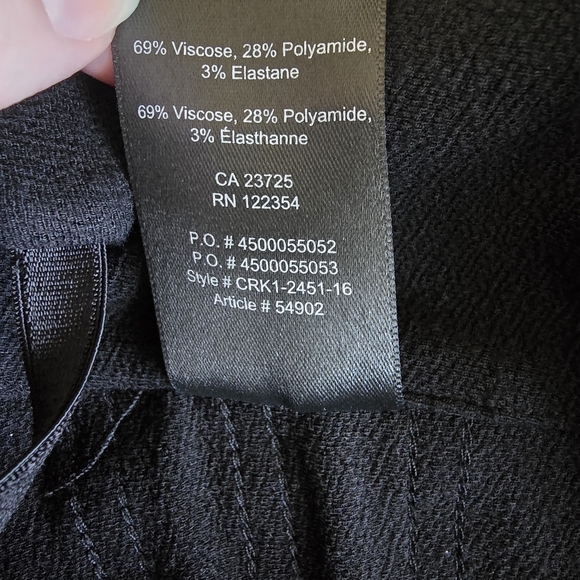 69% Viscose, 28% Polyamide,
3% Elastane
69% Viscose, 28% Polyamide,
3% Élasthanne
CA 23725
RN 122354
P.O. # 4500055052
P.O. # 4500055053
Style # CRK1-2451-16
Article # 54902